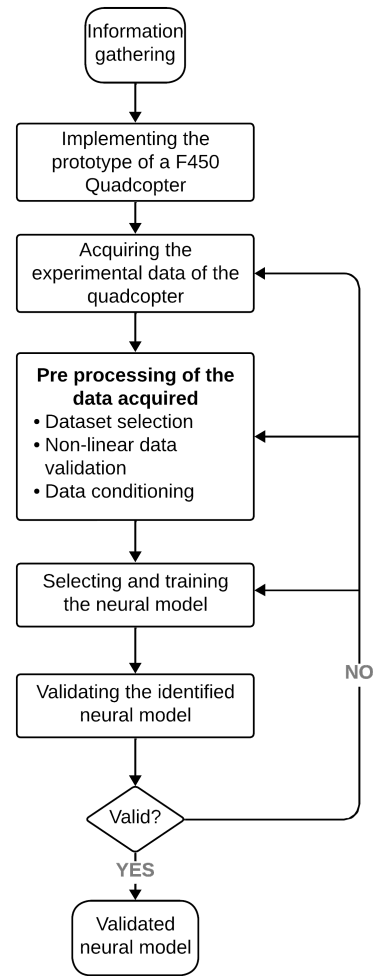 Information
gathering
Implementing the
prototype of a F450
Quadcopter
Acquiring the
experimental data of the
quadcopter
Pre processing of the
data acquired
• Dataset selection
• Non-linear data
validation
• Data conditioning
Selecting and training
the neural model
NO
Validating the identified
neural model
Valid?
YES
Validated
neural model